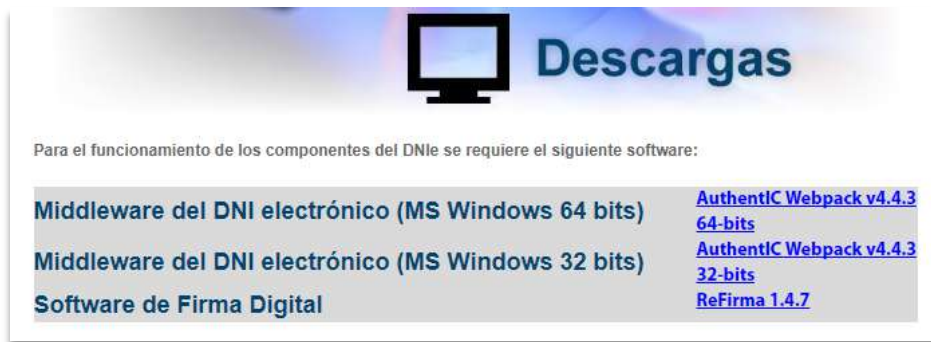 Descargas
Para el funcionamiento de los componentes del DNIe se requiere el siguiente software:
Middleware del DNI electrónico (MS Windows 64 bits)
AuthentIC Webpack v4.4.3
64-bits
Middleware del DNI electrónico (MS Windows 32 bits)
AuthentIC Webpack v4.4.3
32-bits
Software de Firma Digital
ReFirma 1.4.7